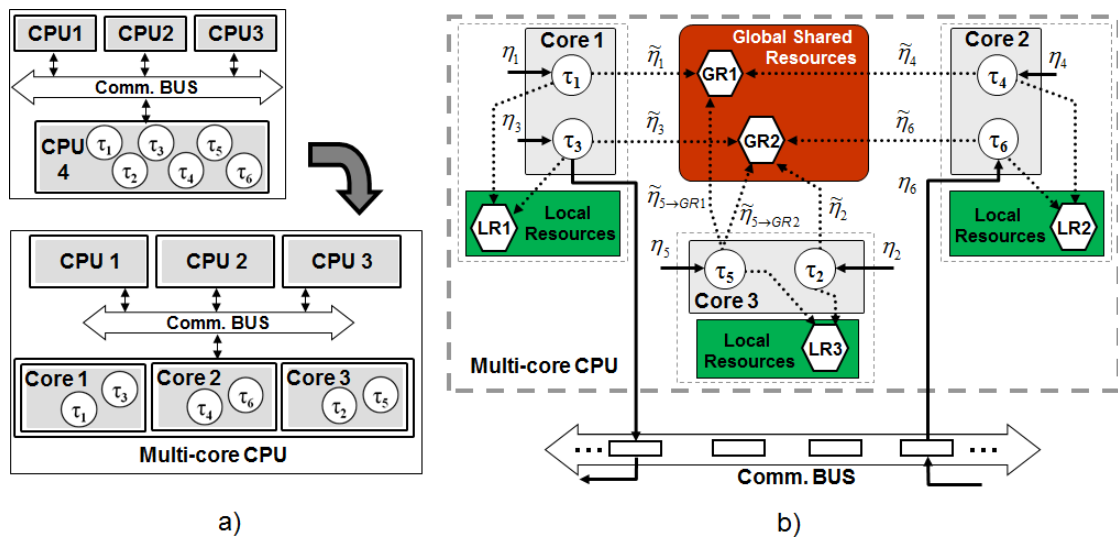 CPU1 CPU2 CPU3
Comm. BUS
CPU
4
τ1 τ3 τ5
τ2 τ4 τ6
CPU 1 CPU 2 CPU 3
Comm. BUS
Core 1 Core 2 Core 3
τ1 τ3 τ4 τ6 τ2 τ5
Multi-core CPU
a)
Core 1
η1
τ1
η3
τ3
LR1
Local
Resources
Global Shared
Resources
GR1
GR2
η̃1
η̃3
η̃4
η̃6
η̃5→GR1
η̃5→GR2
η̃2
Core 2
τ4
η4
τ6
η6
Local
Resources
LR2
η5
τ5
τ2
η2
Core 3
Local
Resources
LR3
Multi-core CPU
... ...
Comm. BUS
b)